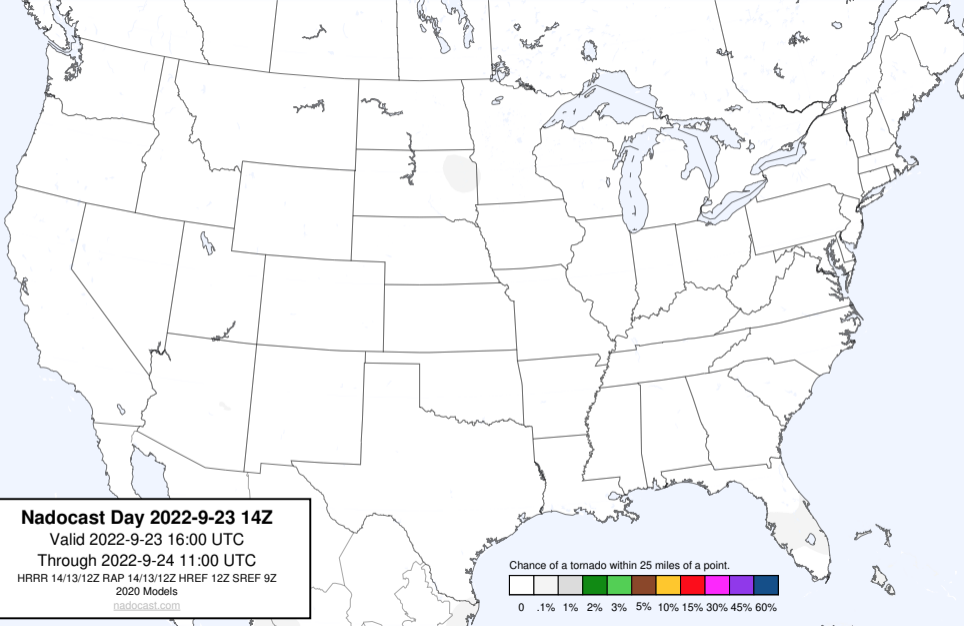 Nadocast Day 2022-9-23 14Z
Valid 2022-9-23 16:00 UTC
Through 2022-9-24 11:00 UTC
HRRR 14/13/12Z RAP 14/13/12Z HREF 12Z SREF 9Z
2020 Models
nadocast.com
Chance of a tornado within 25 miles of a point.
0 .1% 1% 2% 3% 5% 10% 15% 30% 45% 60%